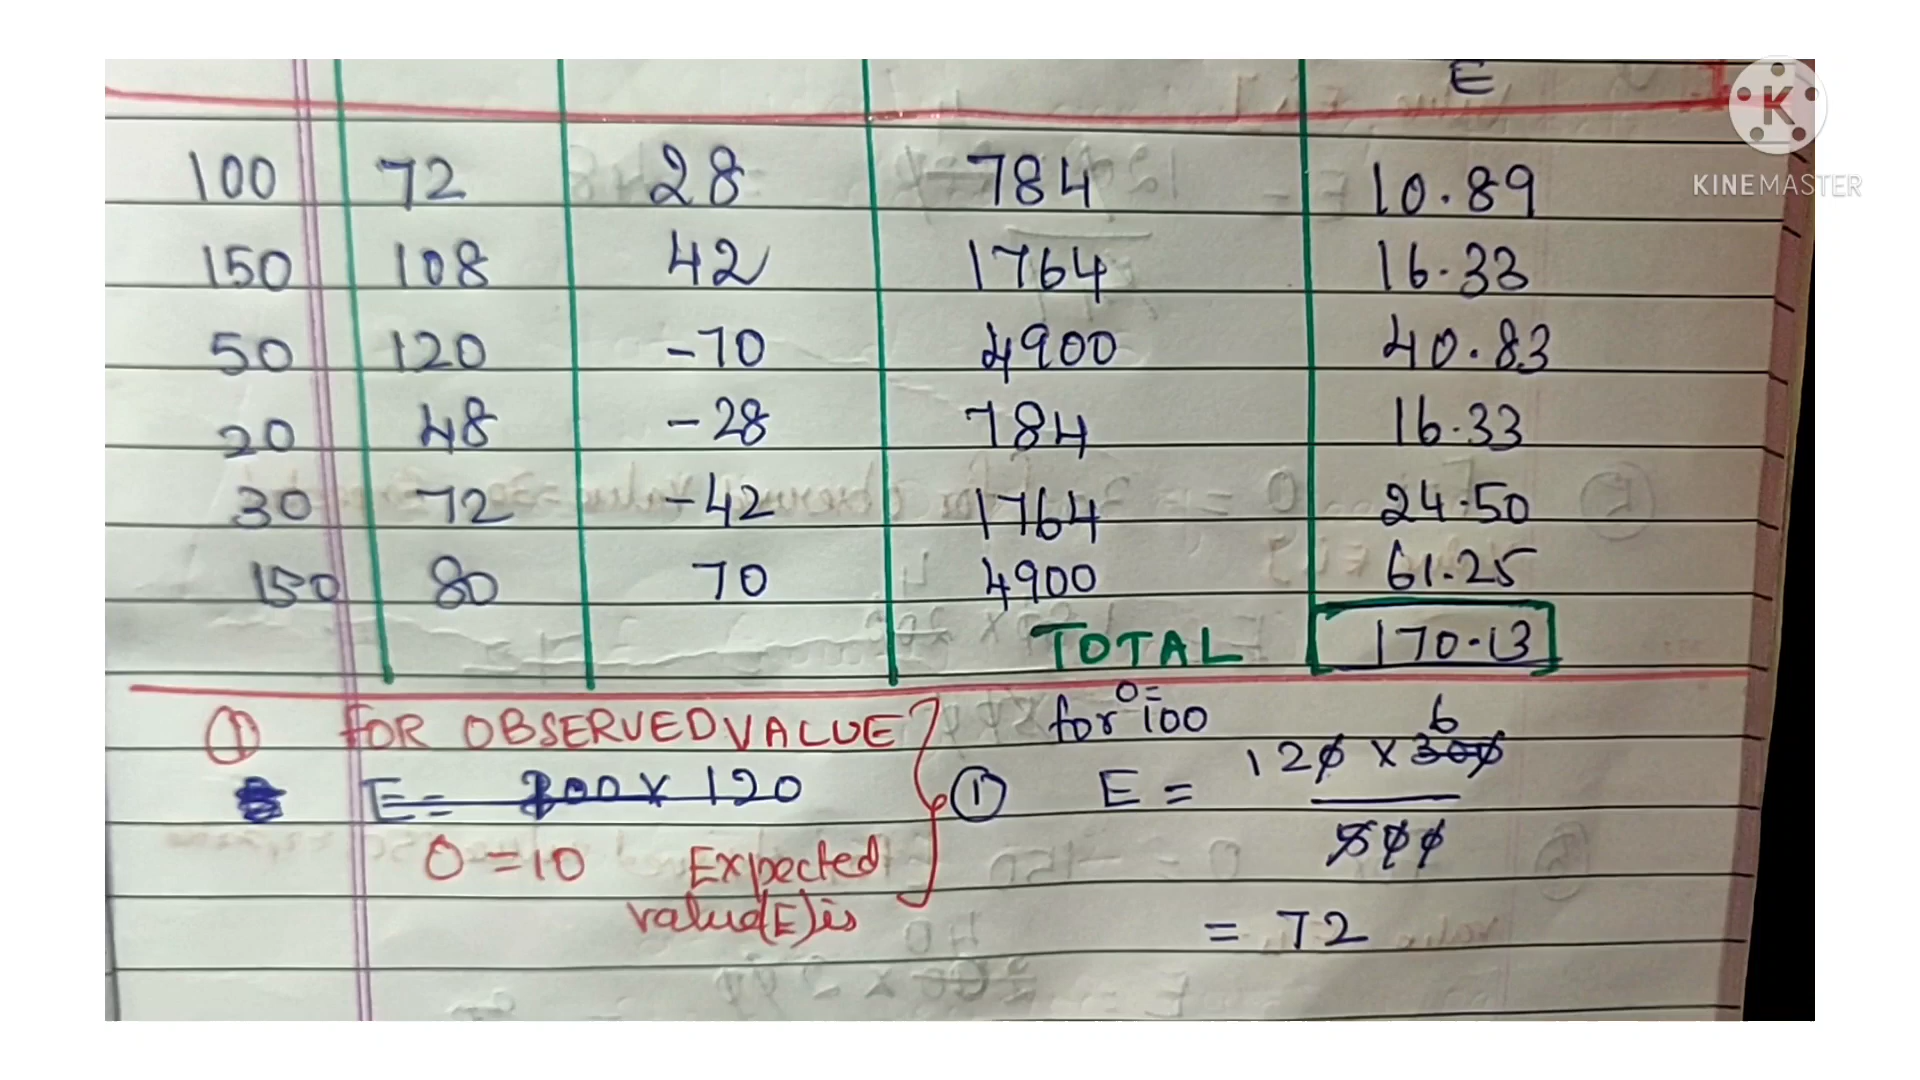 E
100 72 28 784 10.89
150 108 42 1764 16.33
50 120 -70 4900 40.83
20 48 -28 784 16.33
30 72 -42 1764 24.50
150 80 70 4900 61.25
TOTAL 170.13
① FOR OBSERVED VALUE
E= 200 x 120
O = 10 Expected
value(E) is
O=
for 100
6
① E = 120 x 300
500
= 72
K
KINEMASTER